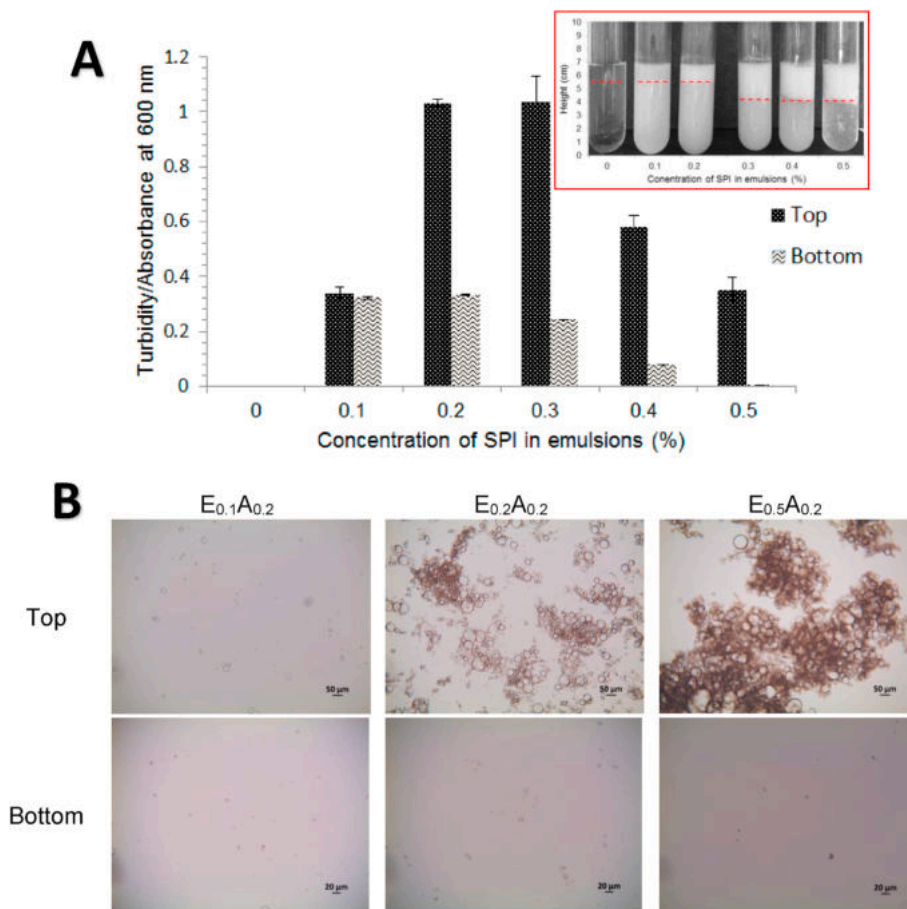 A
Turbidity/Absorbance at 600 nm
1.2
1
0.8
0.6
0.4
0.2
0
0 0.1 0.2 0.3 0.4 0.5
Concentration of SPI in emulsions (%)
Height (cm)
10
9
8
7
6
5
4
3
2
1
0
0 0.1 0.2 0.3 0.4 0.5
Conentration of SPI in emulsions (%)
Top
Bottom
B
E0.1A0.2 E0.2A0.2 E0.5A0.2
Top
50 µm 50 µm 50 µm
Bottom
20 µm 20 µm 20 µm